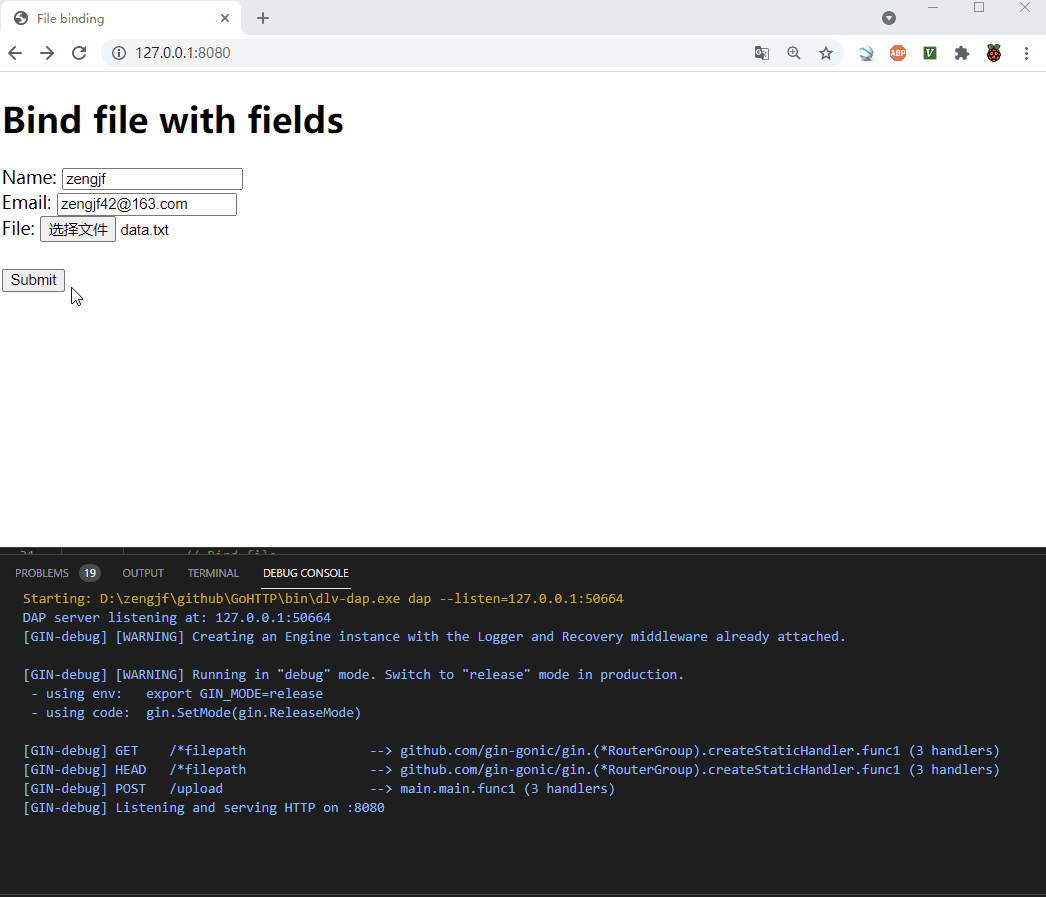 File binding
127.0.0.1:8080
ABP
V
Bind file with fields
Name: zengjf
Email: zengjf42@163.com
File: 选择文件 data.txt
Submit
// Bind file
PROBLEMS 19 OUTPUT TERMINAL DEBUG CONSOLE
Starting: D:\zengjf\github\GoHTTP\bin\dlv-dap.exe dap --listen=127.0.0.1:50664
DAP server listening at: 127.0.0.1:50664
[GIN-debug] [WARNING] Creating an Engine instance with the Logger and Recovery middleware already attached.
[GIN-debug] [WARNING] Running in "debug" mode. Switch to "release" mode in production.
- using env: export GIN_MODE=release
- using code: gin.SetMode(gin.ReleaseMode)
[GIN-debug] GET /*filepath --> github.com/gin-gonic/gin.(*RouterGroup).createStaticHandler.func1 (3 handlers)
[GIN-debug] HEAD /*filepath --> github.com/gin-gonic/gin.(*RouterGroup).createStaticHandler.func1 (3 handlers)
[GIN-debug] POST /upload --> main.main.func1 (3 handlers)
[GIN-debug] Listening and serving HTTP on :8080